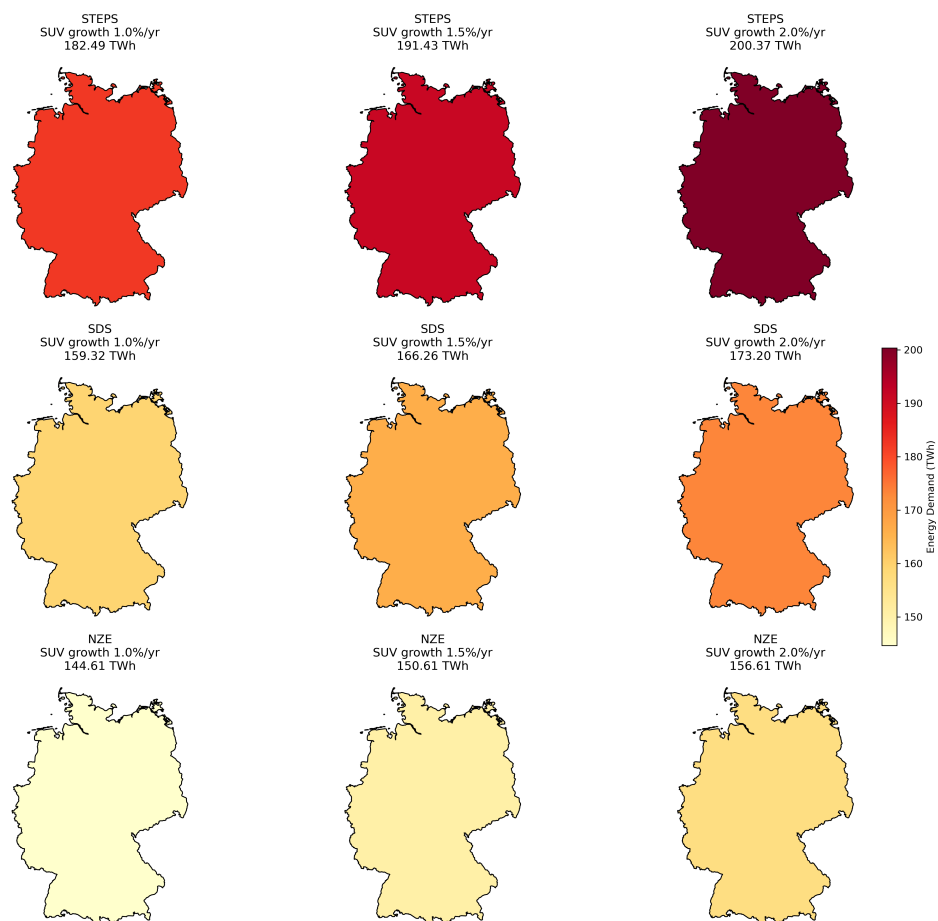 STEPS
SUV growth 1.0%/yr
182.49 TWh
STEPS
SUV growth 1.5%/yr
191.43 TWh
STEPS
SUV growth 2.0%/yr
200.37 TWh
SDS
SUV growth 1.0%/yr
159.32 TWh
SDS
SUV growth 1.5%/yr
166.26 TWh
SDS
SUV growth 2.0%/yr
173.20 TWh
200
190
180
170
160
150
Energy Demand (TWh)
NZE
SUV growth 1.0%/yr
144.61 TWh
NZE
SUV growth 1.5%/yr
150.61 TWh
NZE
SUV growth 2.0%/yr
156.61 TWh